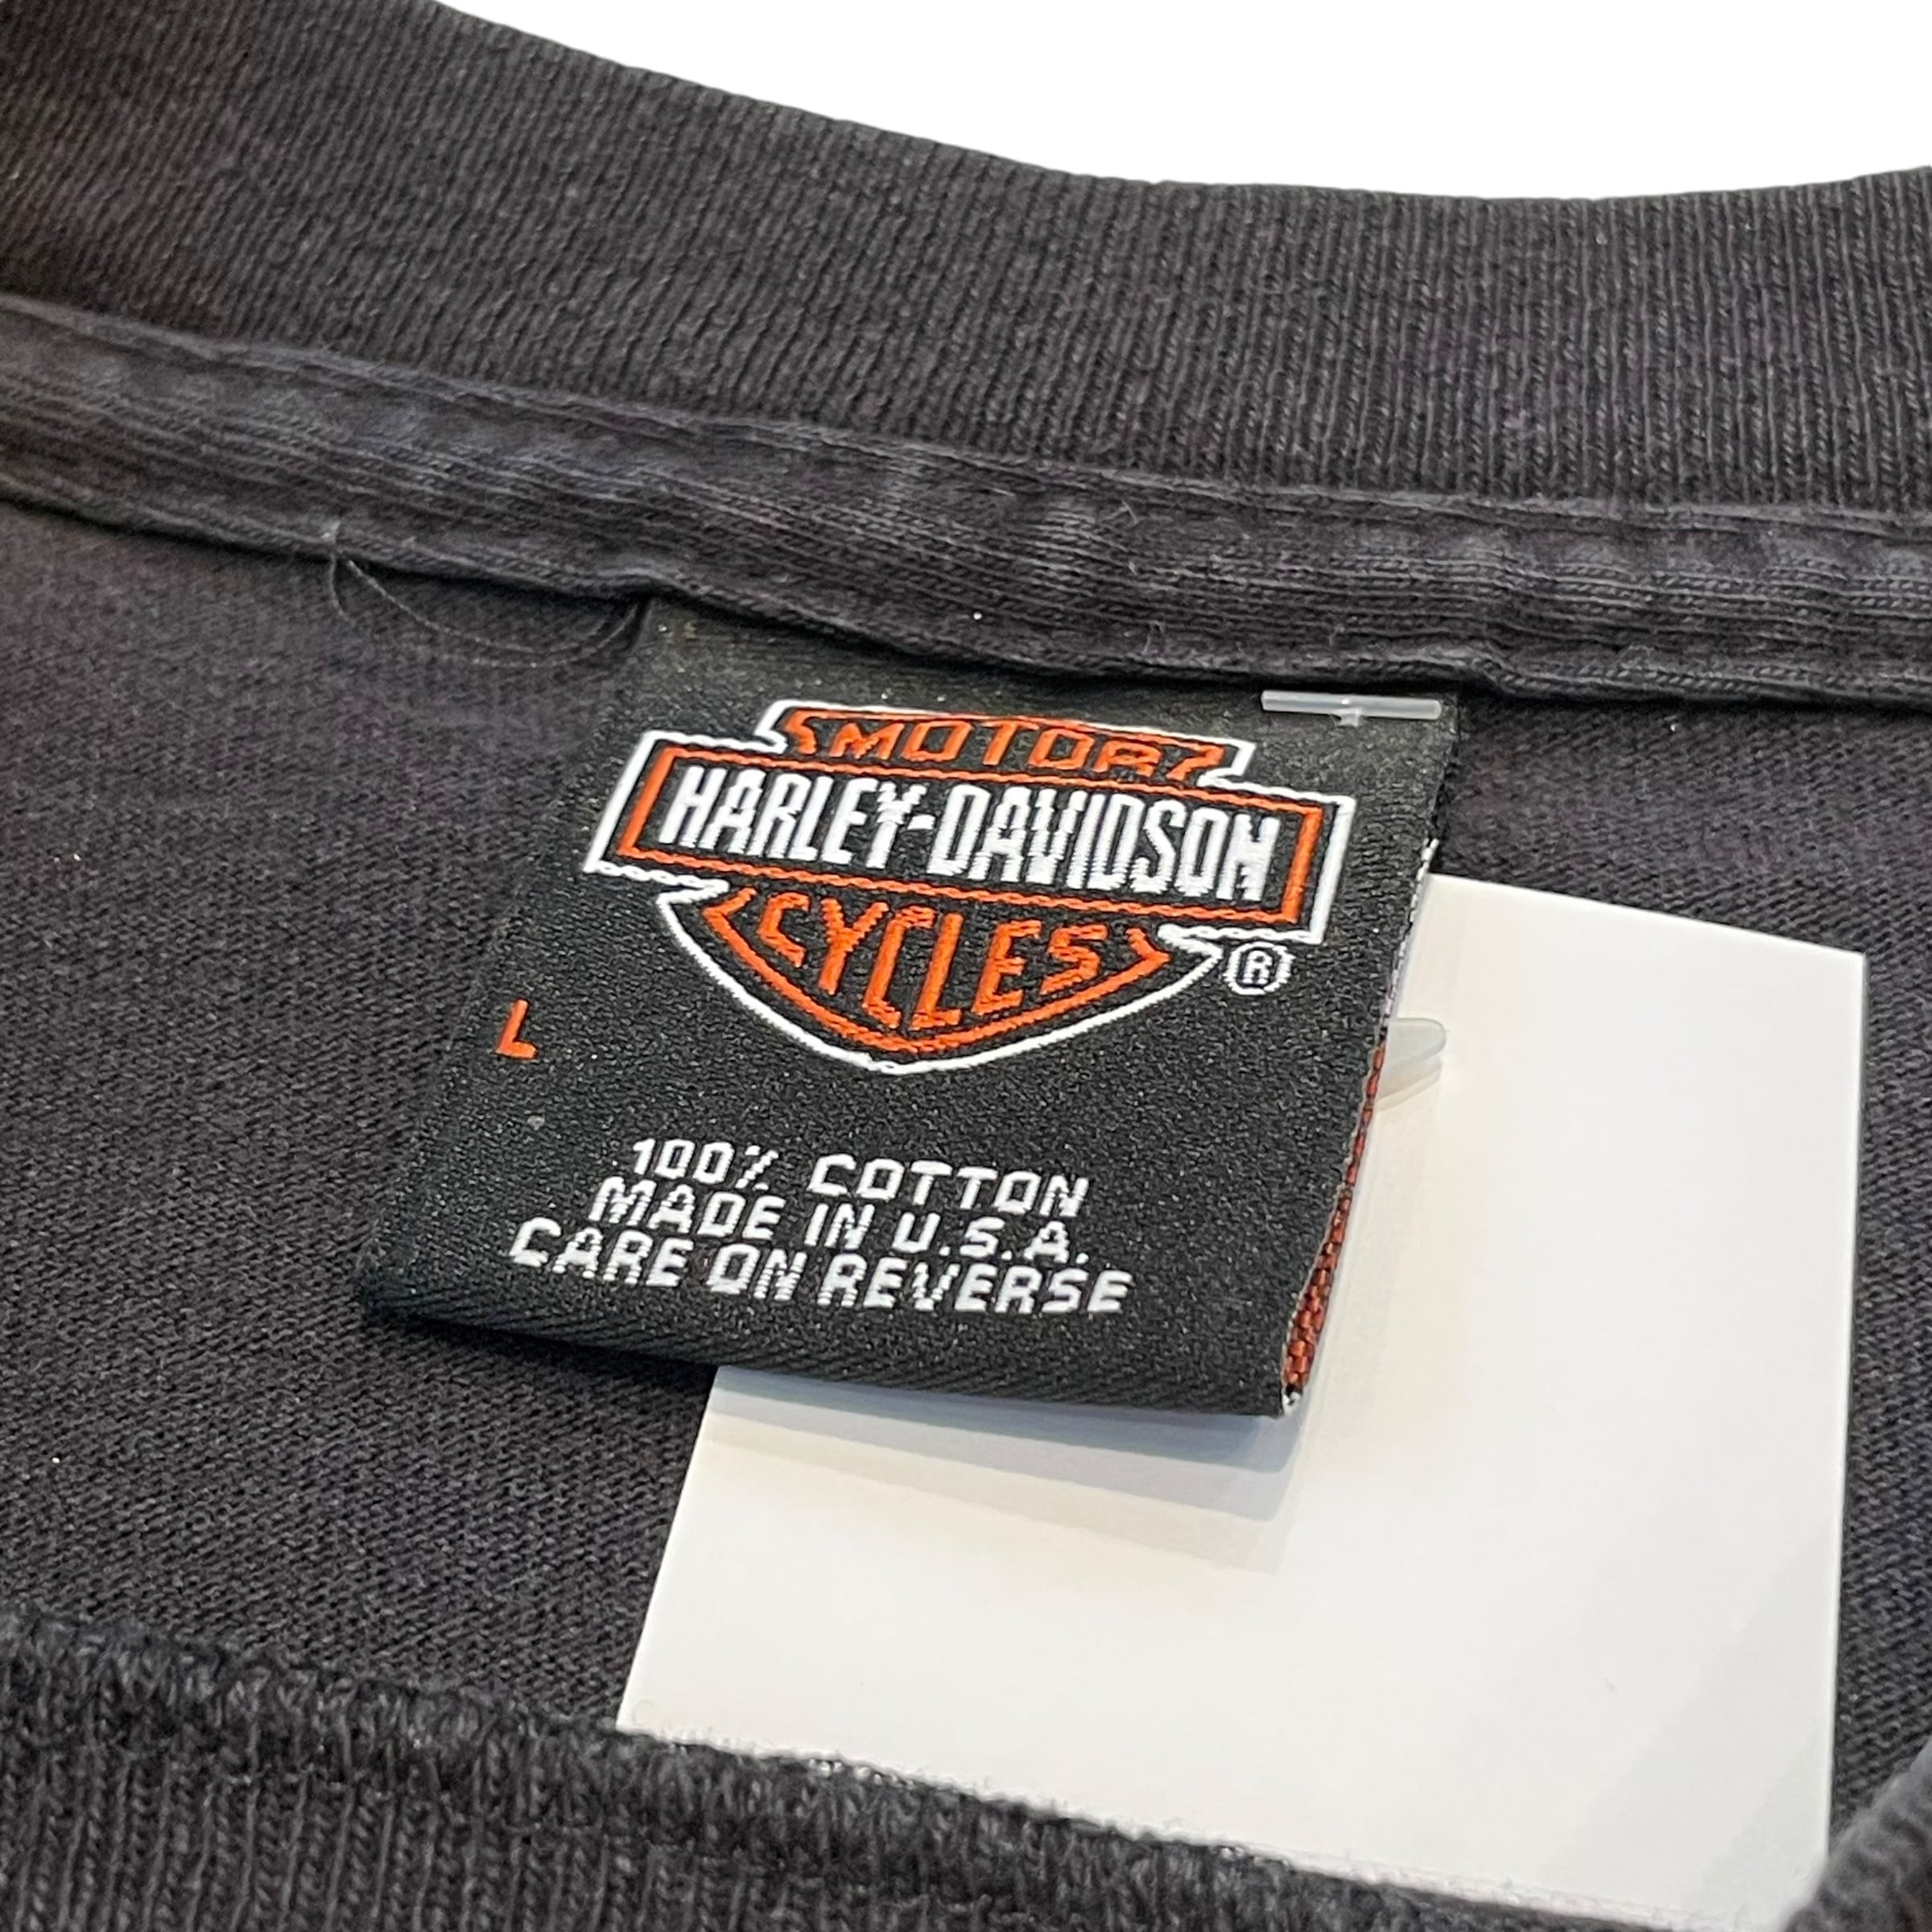 MOTOR
HARLEY-DAVIDSON
CYCLES
®
L
100% COTTON
MADE IN U.S.A.
CARE ON REVERSE